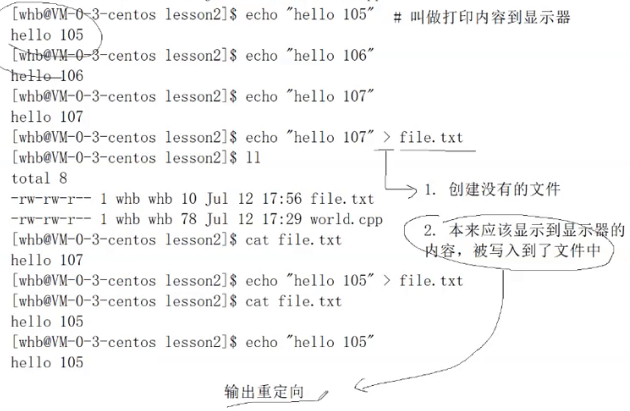 [whb@VM-0-3-centos lesson2]$ echo "hello 105"  # 叫做打印内容到显示器
hello 105
[whb@VM-0-3-centos lesson2]$ echo "hello 106"
hello 106
[whb@VM-0-3-centos lesson2]$ echo "hello 107"
hello 107
[whb@VM-0-3-centos lesson2]$ echo "hello 107" > file.txt
[whb@VM-0-3-centos lesson2]$ ll
total 8
-rw-rw-r-- 1 whb whb 10 Jul 12 17:56 file.txt
-rw-rw-r-- 1 whb whb 78 Jul 12 17:29 world.cpp
[whb@VM-0-3-centos lesson2]$ cat file.txt
hello 107
[whb@VM-0-3-centos lesson2]$ echo "hello 105" > file.txt
[whb@VM-0-3-centos lesson2]$ cat file.txt
hello 105
[whb@VM-0-3-centos lesson2]$ echo "hello 105"
hello 105
1. 创建没有的文件
2. 本来应该显示到显示器的
内容，被写入到了文件中
输出重定向